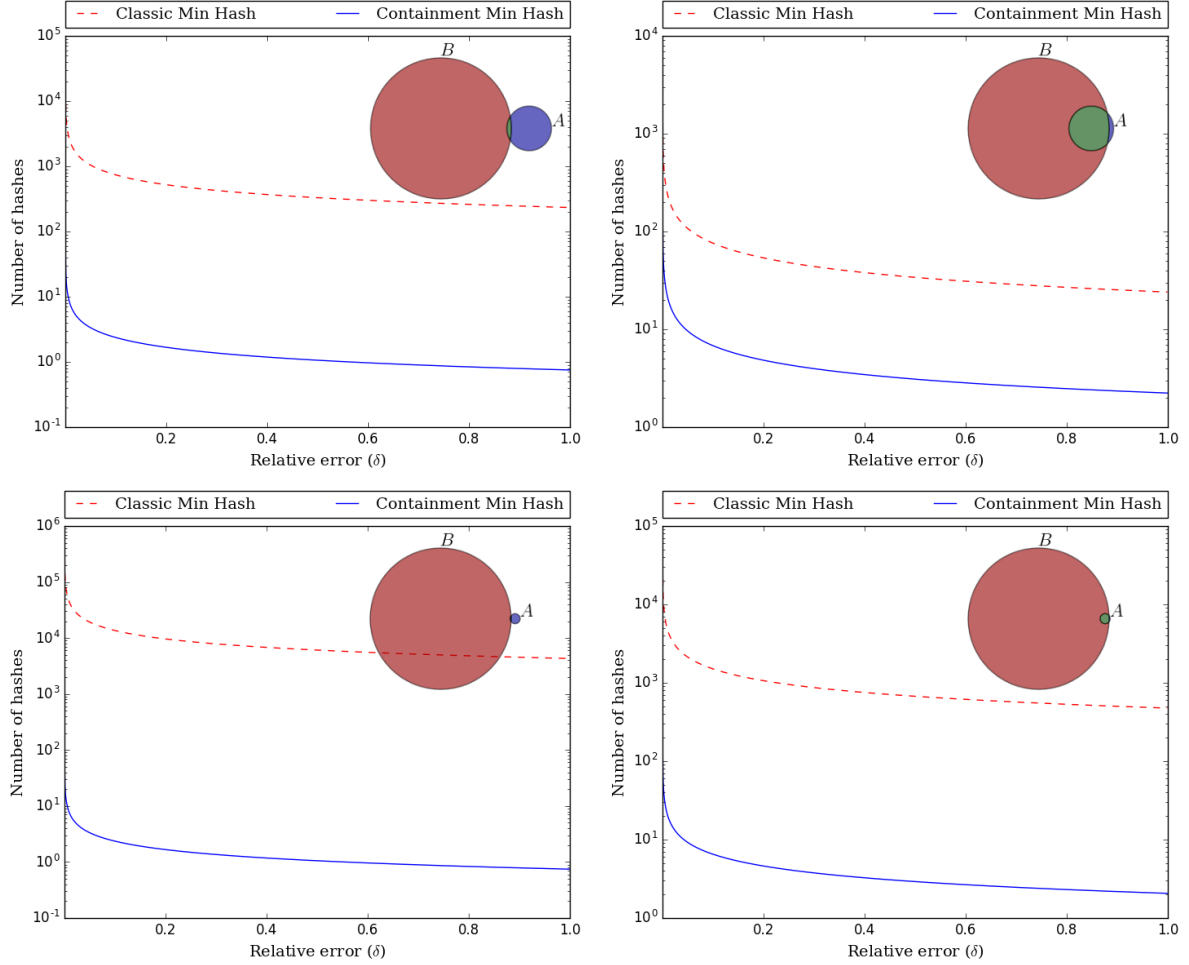 Classic Min Hash Containment Min Hash
10^5
B
10^4
A
10^3
10^2
10^1
10^0
10^-1
Number of hashes
0.2 0.4 0.6 0.8 1.0
Relative error (δ)
Classic Min Hash Containment Min Hash
10^4
B
10^3
A
10^2
10^1
10^0
Number of hashes
0.2 0.4 0.6 0.8 1.0
Relative error (δ)
Classic Min Hash Containment Min Hash
10^6
B
10^5
A
10^4
10^3
10^2
10^1
10^0
10^-1
Number of hashes
0.2 0.4 0.6 0.8 1.0
Relative error (δ)
Classic Min Hash Containment Min Hash
10^5
B
10^4
A
10^3
10^2
10^1
10^0
Number of hashes
0.2 0.4 0.6 0.8 1.0
Relative error (δ)